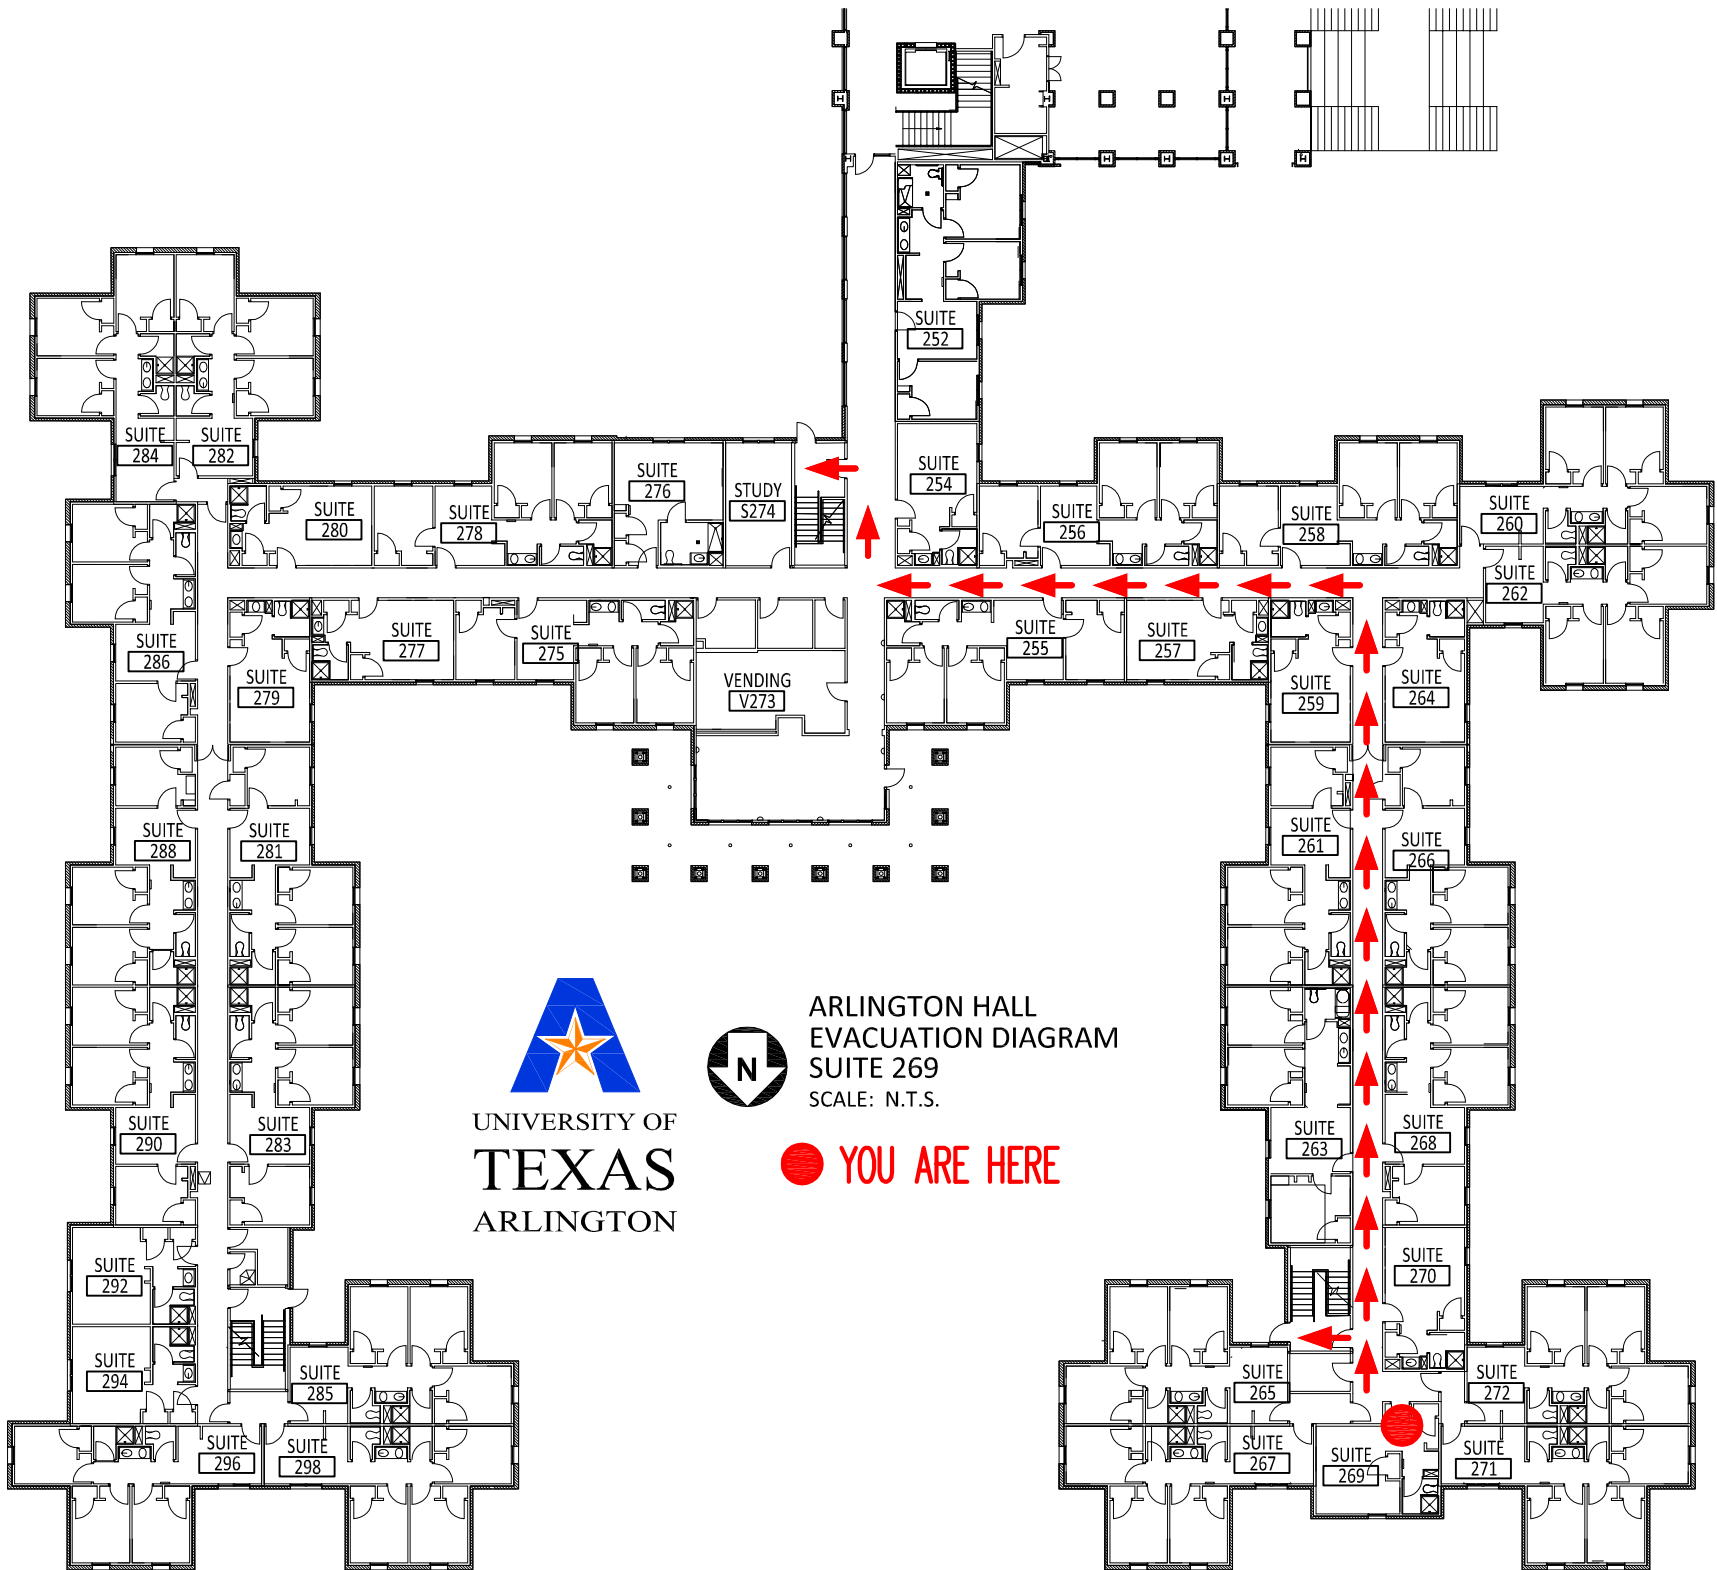 SUITE
252
SUITE
284
SUITE
282
SUITE
280
SUITE
278
SUITE
276
STUDY
S274
SUITE
254
SUITE
256
SUITE
258
SUITE
260
SUITE
262
SUITE
286
SUITE
279
SUITE
277
SUITE
275
VENDING
V273
SUITE
255
SUITE
257
SUITE
259
SUITE
264
SUITE
288
SUITE
281
SUITE
261
SUITE
266
ARLINGTON HALL
EVACUATION DIAGRAM
SUITE 269
SCALE: N.T.S.
N
YOU ARE HERE
UNIVERSITY OF
TEXAS
ARLINGTON
SUITE
290
SUITE
283
SUITE
263
SUITE
268
SUITE
292
SUITE
270
SUITE
294
SUITE
285
SUITE
265
SUITE
272
SUITE
296
SUITE
298
SUITE
267
SUITE
269
SUITE
271